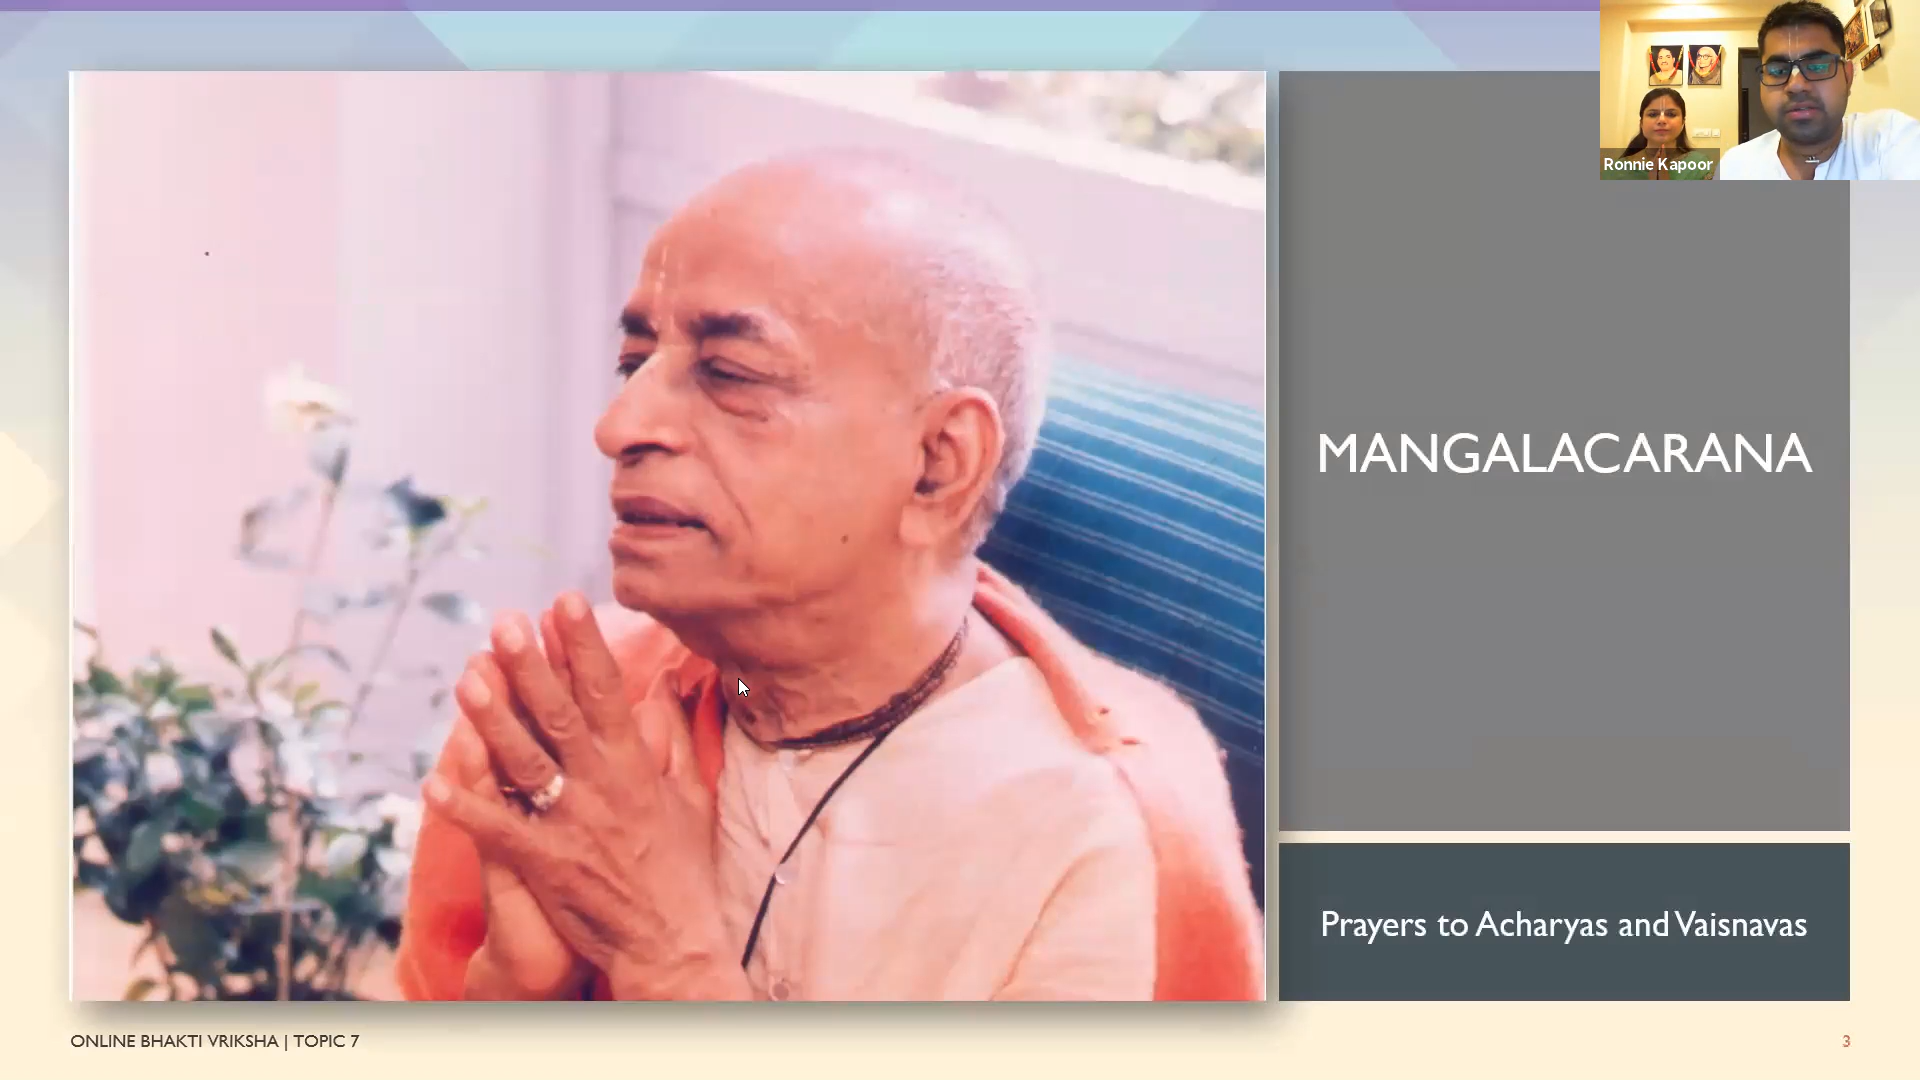 Ronnie Kapoor
MANGALACARANA
Prayers to Acharyas and Vaisnavas
ONLINE BHAKTI VRIKSHA | TOPIC 7
3